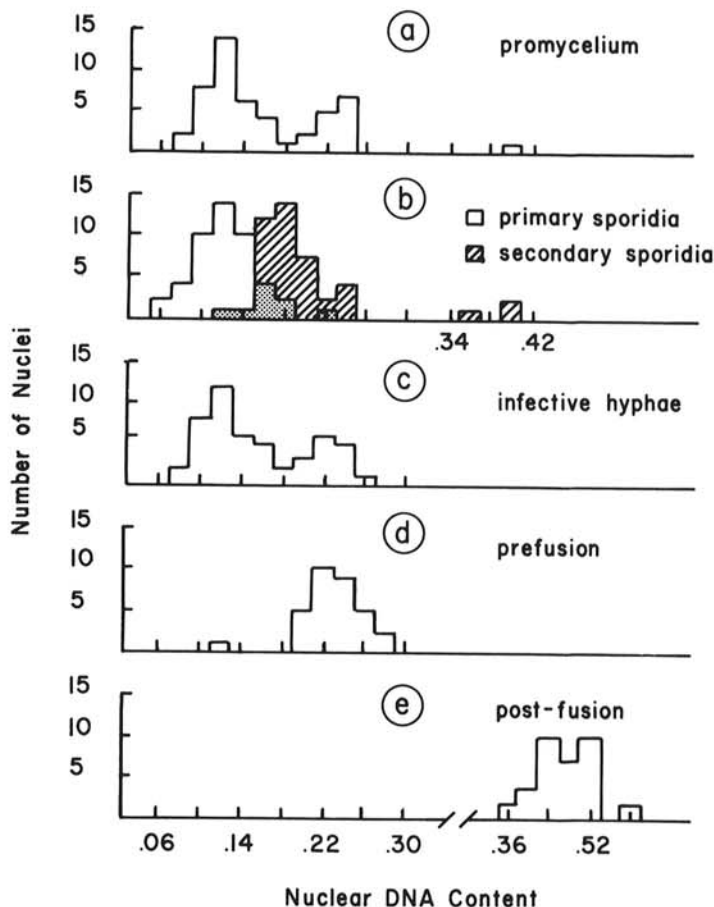 Number of Nuclei
15
10
5
a
promycelium
15
10
5
b
primary sporidia
secondary sporidia
.34
.42
15
10
5
c
infective hyphae
15
10
5
d
prefusion
15
10
5
e
post-fusion
.06
.14
.22
.30
.36
.52
Nuclear DNA Content